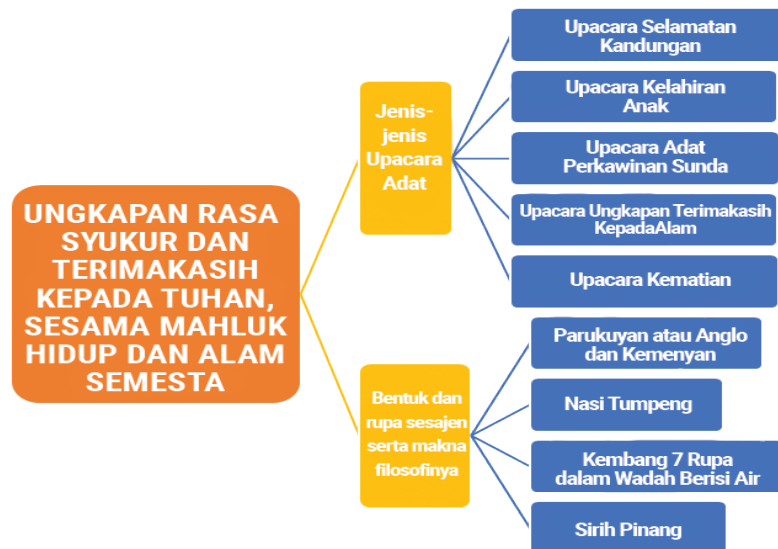 UNGKAPAN RASA
SYUKUR DAN
TERIMAKASIH
KEPADA TUHAN,
SESAMA MAHLUK
HIDUP DAN ALAM
SEMESTA
Jenis-
jenis
Upacara
Adat
Upacara Selamatan
Kandungan
Upacara Kelahiran
Anak
Upacara Adat
Perkawinan Sunda
Upacara Ungkapan Terimakasih
KepadaAlam
Upacara Kematian
Bentuk dan
rupa sesajen
serta makna
filosofinya
Parukuyan atau Anglo
dan Kemenyan
Nasi Tumpeng
Kembang 7 Rupa
dalam Wadah Berisi Air
Sirih Pinang